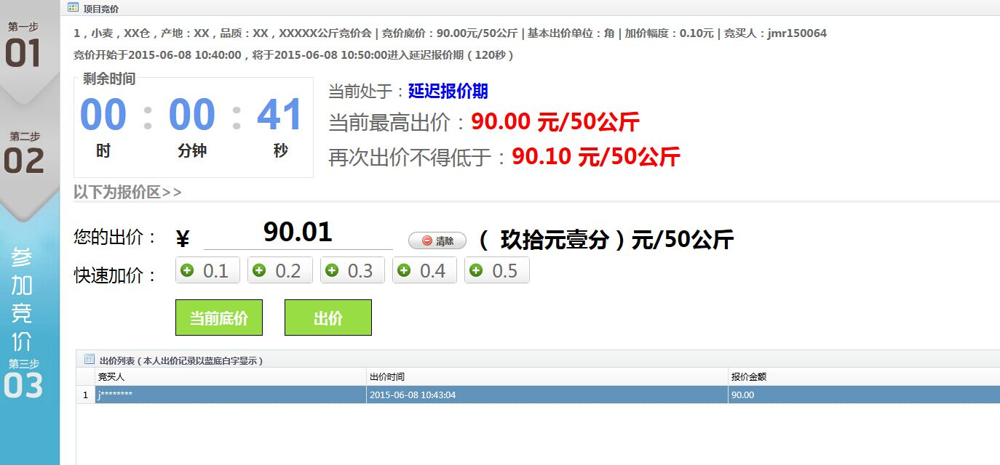 第一步
01
第二步
02
参
加
竞
价
第三步
03
项目竞价
1，小麦，XX仓，产地：XX，品质：XX，XXXXX公斤竞价会 | 竞价底价：90.00元/50公斤 | 基本出价单位：角 | 加价幅度：0.10元 | 竞买人：jmr150064
竞价开始于2015-06-08 10:40:00，将于2015-06-08 10:50:00进入延迟报价期（120秒）
剩余时间
00 : 00 : 41
时 分钟 秒
当前处于：延迟报价期
当前最高出价：90.00 元/50公斤
再次出价不得低于：90.10 元/50公斤
以下为报价区>>
您的出价： ¥ 90.01 清除 （ 玖拾元壹分 ）元/50公斤
快速加价： 0.1 0.2 0.3 0.4 0.5
当前底价 出价
出价列表（本人出价记录以蓝底白字显示）
竞买人 出价时间 报价金额
1 j******** 2015-06-08 10:43:04 90.00